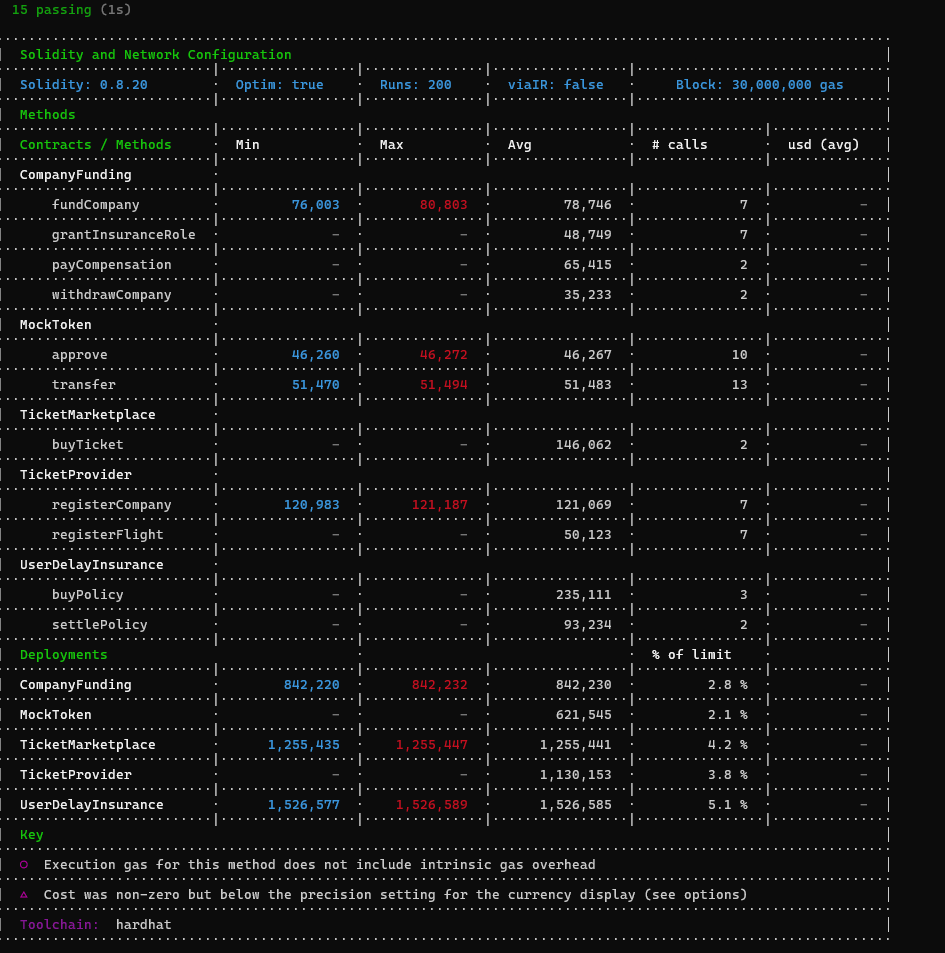 15 passing (1s)
Solidity and Network Configuration
Solidity: 0.8.20 · Optim: true · Runs: 200 · viaIR: false · Block: 30,000,000 gas
Methods
Contracts / Methods · Min · Max · Avg · # calls · usd (avg)
CompanyFunding ·
fundCompany · 76,003 · 80,803 · 78,746 · 7 · -
grantInsuranceRole · - · - · 48,749 · 7 · -
payCompensation · - · - · 65,415 · 2 · -
withdrawCompany · - · - · 35,233 · 2 · -
MockToken ·
approve · 46,260 · 46,272 · 46,267 · 10 · -
transfer · 51,470 · 51,494 · 51,483 · 13 · -
TicketMarketplace ·
buyTicket · - · - · 146,062 · 2 · -
TicketProvider ·
registerCompany · 120,983 · 121,187 · 121,069 · 7 · -
registerFlight · - · - · 50,123 · 7 · -
UserDelayInsurance ·
buyPolicy · - · - · 235,111 · 3 · -
settlePolicy · - · - · 93,234 · 2 · -
Deployments · · % of limit ·
CompanyFunding · 842,220 · 842,232 · 842,230 · 2.8 % · -
MockToken · - · - · 621,545 · 2.1 % · -
TicketMarketplace · 1,255,435 · 1,255,447 · 1,255,441 · 4.2 % · -
TicketProvider · - · - · 1,130,153 · 3.8 % · -
UserDelayInsurance · 1,526,577 · 1,526,589 · 1,526,585 · 5.1 % · -
Key
◯ Execution gas for this method does not include intrinsic gas overhead
△ Cost was non-zero but below the precision setting for the currency display (see options)
Toolchain: hardhat